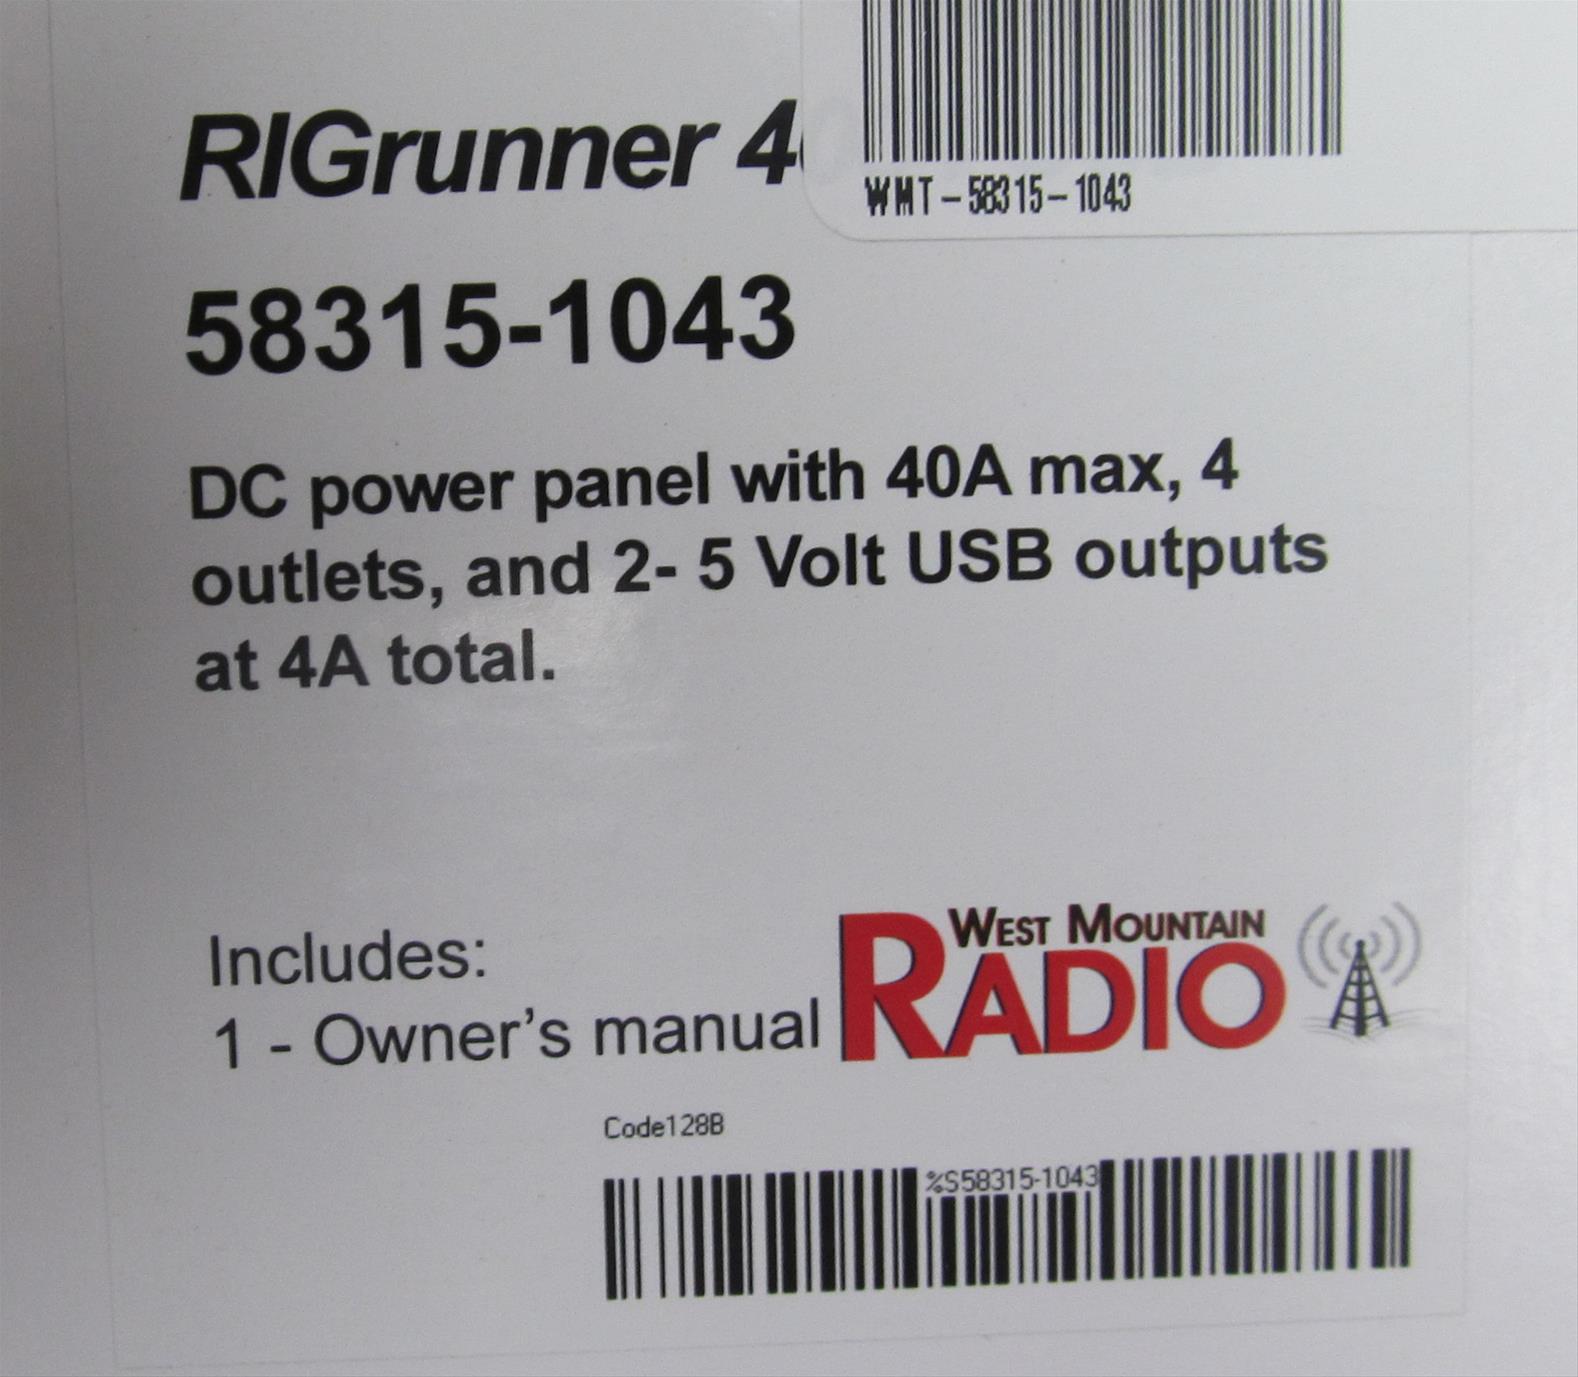 RIGrunner
WMT-58315-1043
58315-1043
DC power panel with 40A max, 4
outlets, and 2- 5 Volt USB outputs
at 4A total.
Includes:
1 - Owner's manual
WEST MOUNTAIN
RADIO
Code128B
%S58315-1043